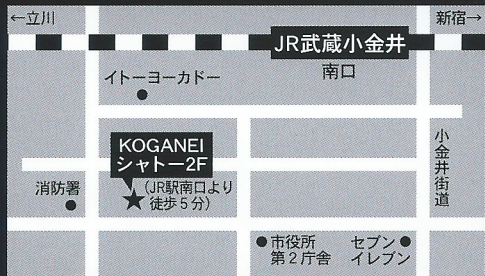 ←立川
新宿→
JR武蔵小金井
南口
イトーヨーカドー
KOGANEI
シャトー2F
(JR駅南口より
徒歩5分)
消防署
小金井街道
市役所
第2庁舎
セブン
イレブン